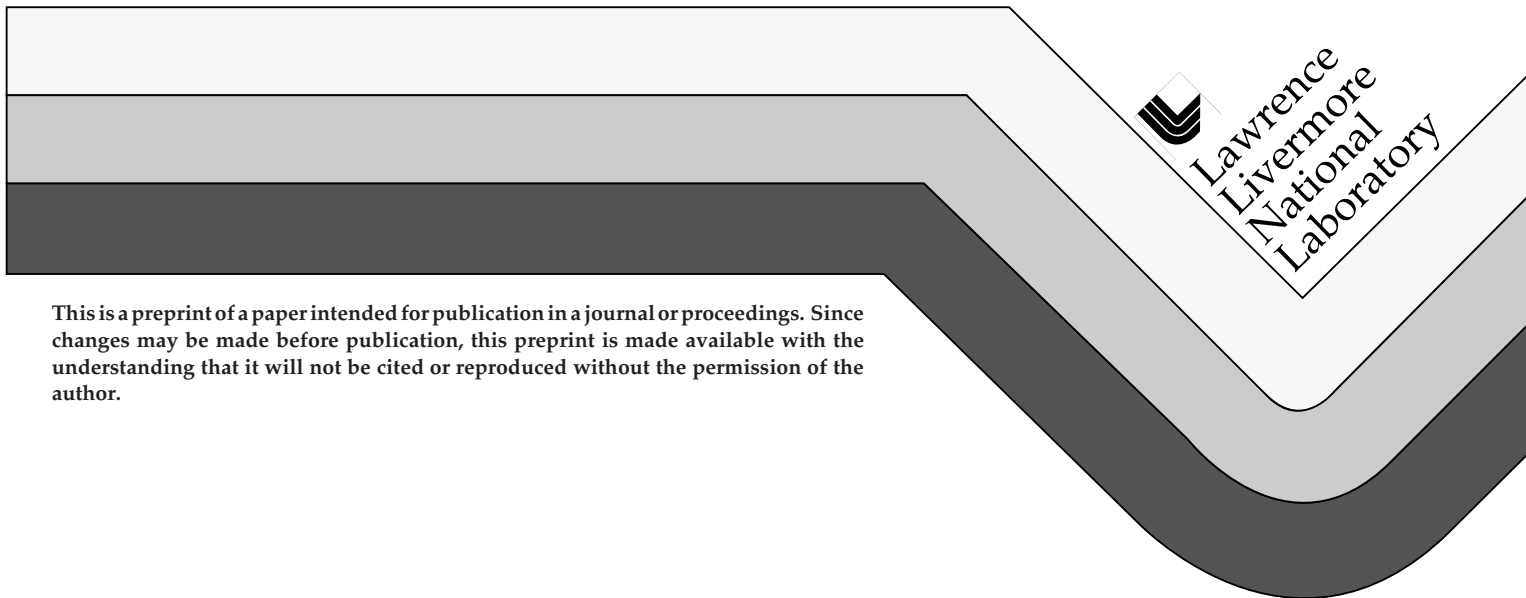 Lawrence
Livermore
National
Laboratory
This is a preprint of a paper intended for publication in a journal or proceedings. Since
changes may be made before publication, this preprint is made available with the
understanding that it will not be cited or reproduced without the permission of the
author.